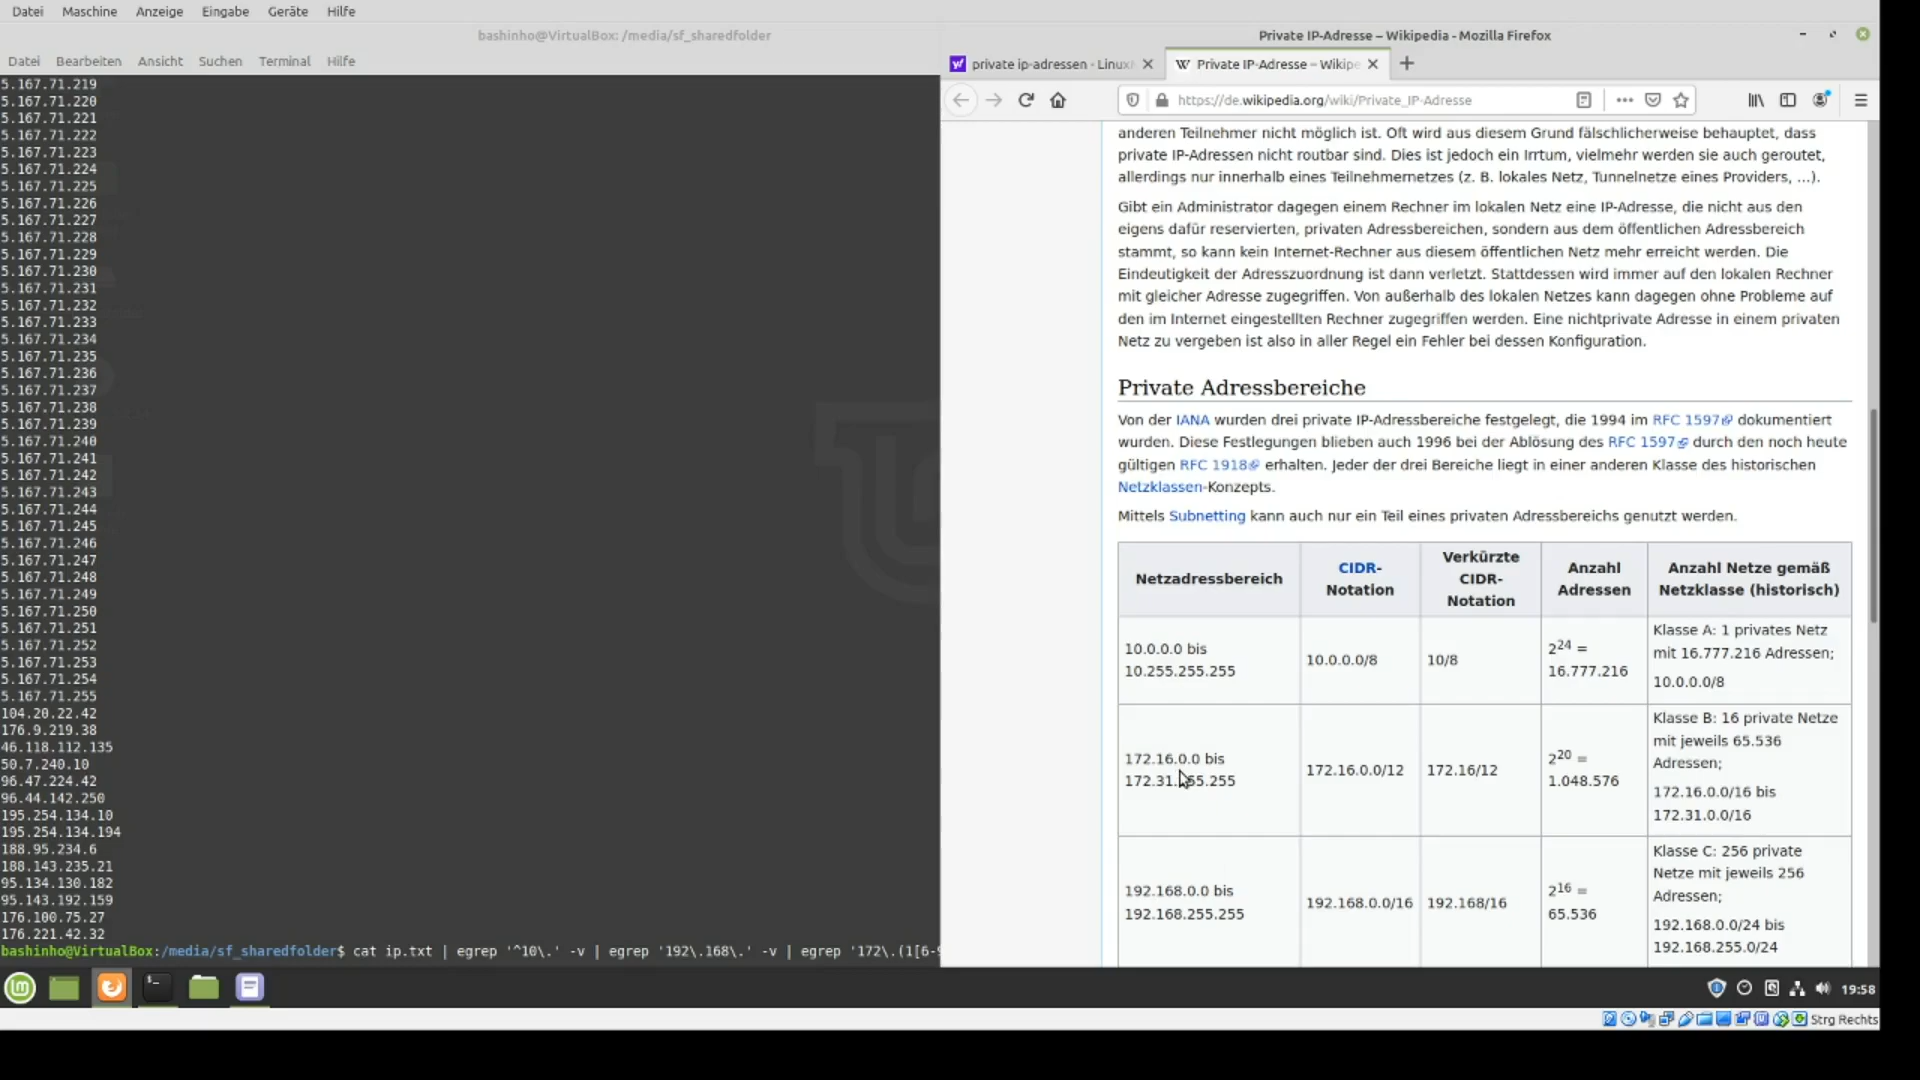 Datei Maschine Anzeige Eingabe Geräte Hilfe
bashinho@VirtualBox: /media/sf_sharedfolder
Datei Bearbeiten Ansicht Suchen Terminal Hilfe
5.167.71.219
5.167.71.220
5.167.71.221
5.167.71.222
5.167.71.223
5.167.71.224
5.167.71.225
5.167.71.226
5.167.71.227
5.167.71.228
5.167.71.229
5.167.71.230
5.167.71.231
5.167.71.232
5.167.71.233
5.167.71.234
5.167.71.235
5.167.71.236
5.167.71.237
5.167.71.238
5.167.71.239
5.167.71.240
5.167.71.241
5.167.71.242
5.167.71.243
5.167.71.244
5.167.71.245
5.167.71.246
5.167.71.247
5.167.71.248
5.167.71.249
5.167.71.250
5.167.71.251
5.167.71.252
5.167.71.253
5.167.71.254
5.167.71.255
104.20.22.42
176.9.219.38
46.118.112.135
50.7.240.10
96.47.224.42
96.44.142.250
195.254.134.10
195.254.134.194
188.95.234.6
188.143.235.21
95.134.130.182
95.143.192.159
176.100.75.27
176.221.42.32
bashinho@VirtualBox:/media/sf_sharedfolder$ cat ip.txt | egrep '^10\.' -v | egrep '192\.168\.' -v | egrep '172\.(1[6-9
Private IP-Adresse – Wikipedia - Mozilla Firefox
private ip-adressen - Linux
Private IP-Adresse – Wikipe
https://de.wikipedia.org/wiki/Private_IP-Adresse
anderen Teilnehmer nicht möglich ist. Oft wird aus diesem Grund fälschlicherweise behauptet, dass
private IP-Adressen nicht routbar sind. Dies ist jedoch ein Irrtum, vielmehr werden sie auch geroutet,
allerdings nur innerhalb eines Teilnehmernetzes (z. B. lokales Netz, Tunnelnetze eines Providers, ...).
Gibt ein Administrator dagegen einem Rechner im lokalen Netz eine IP-Adresse, die nicht aus den
eigens dafür reservierten, privaten Adressbereichen, sondern aus dem öffentlichen Adressbereich
stammt, so kann kein Internet-Rechner aus diesem öffentlichen Netz mehr erreicht werden. Die
Eindeutigkeit der Adresszuordnung ist dann verletzt. Stattdessen wird immer auf den lokalen Rechner
mit gleicher Adresse zugegriffen. Von außerhalb des lokalen Netzes kann dagegen ohne Probleme auf
den im Internet eingestellten Rechner zugegriffen werden. Eine nichtprivate Adresse in einem privaten
Netz zu vergeben ist also in aller Regel ein Fehler bei dessen Konfiguration.
Private Adressbereiche
Von der IANA wurden drei private IP-Adressbereiche festgelegt, die 1994 im RFC 1597 dokumentiert
wurden. Diese Festlegungen blieben auch 1996 bei der Ablösung des RFC 1597 durch den noch heute
gültigen RFC 1918 erhalten. Jeder der drei Bereiche liegt in einer anderen Klasse des historischen
Netzklassen-Konzepts.
Mittels Subnetting kann auch nur ein Teil eines privaten Adressbereichs genutzt werden.
Netzadressbereich
CIDR-
Notation
Verkürzte
CIDR-
Notation
Anzahl
Adressen
Anzahl Netze gemäß
Netzklasse (historisch)
10.0.0.0 bis
10.255.255.255
10.0.0.0/8
10/8
2^24 =
16.777.216
Klasse A: 1 privates Netz
mit 16.777.216 Adressen;
10.0.0.0/8
172.16.0.0 bis
172.31.255.255
172.16.0.0/12
172.16/12
2^20 =
1.048.576
Klasse B: 16 private Netze
mit jeweils 65.536
Adressen;
172.16.0.0/16 bis
172.31.0.0/16
192.168.0.0 bis
192.168.255.255
192.168.0.0/16
192.168/16
2^16 =
65.536
Klasse C: 256 private
Netze mit jeweils 256
Adressen;
192.168.0.0/24 bis
192.168.255.0/24
19:58
Strg Rechts